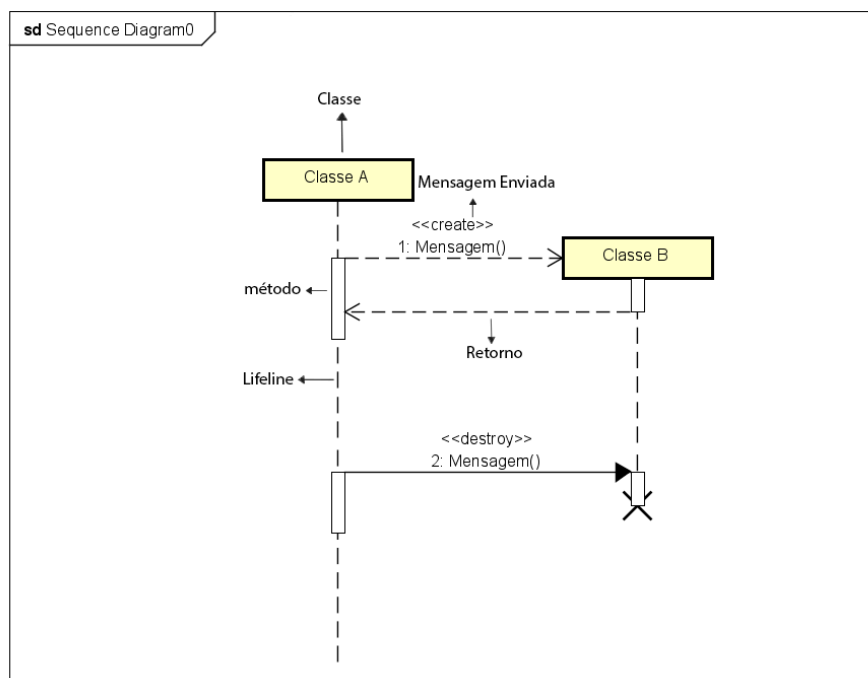 sd Sequence Diagram0
Classe
Classe A
Mensagem Enviada
<<create>>
1: Mensagem()
Classe B
método
Retorno
Lifeline
<<destroy>>
2: Mensagem()